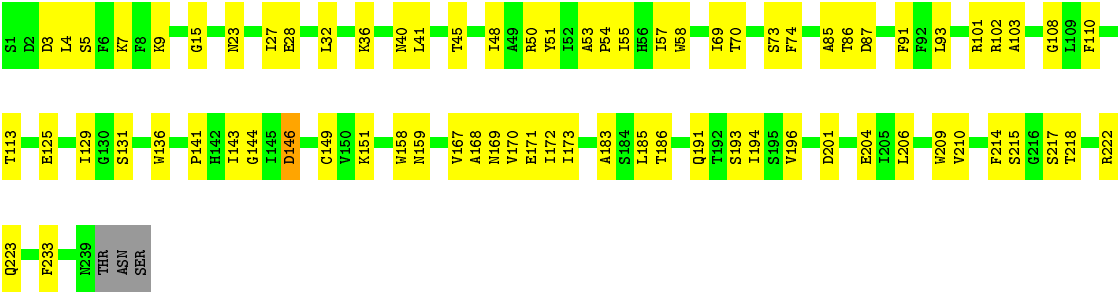 S1 D2 D3 L4 S5 F6 K7 F8 K9 G15 N23 I27 E28 L32 K36 N40 L41 T45 I48 A49 R50 Y51 I52 A53 P54 I55 H56 I57 W58 I69 T70 S73 F74 A85 T86 D87 F91 F92 L93 R101 R102 A103 G108 L109 F110
T113 E125 I129 G130 S131 W136 P141 H142 I143 G144 I145 D146 C149 V150 K151 W158 N159 V167 A168 N169 V170 E171 I172 I173 A183 S184 L185 T186 Q191 T192 S193 I194 S195 V196 D201 E204 I205 L206 W209 V210 F214 S215 G216 S217 T218 R222
Q223 F233 N239 THR ASN SER